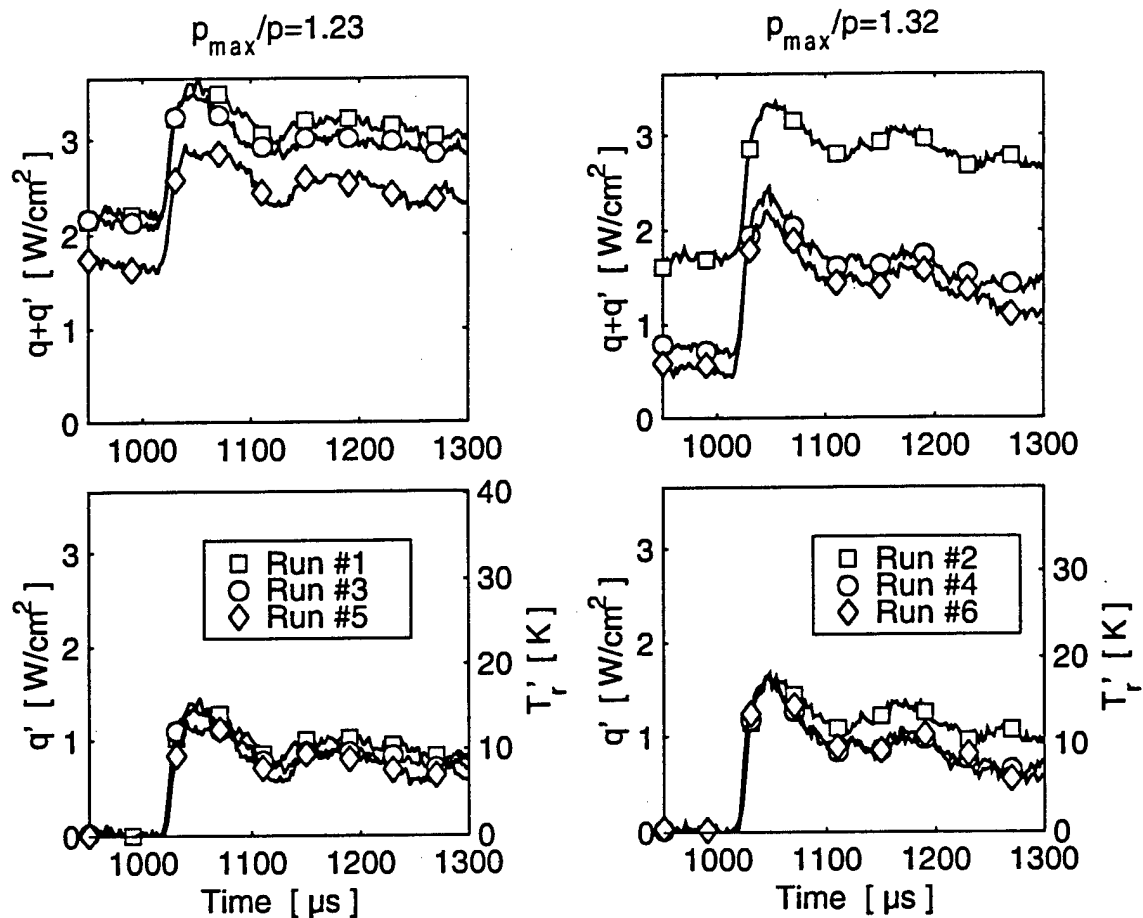 p_max/p=1.23
p_max/p=1.32
q+q' [ W/cm²]
3
2
1
0
1000 1100 1200 1300
q+q' [ W/cm²]
3
2
1
0
1000 1100 1200 1300
q' [ W/cm²]
3
2
1
0
Run #1
Run #3
Run #5
40
30
20
10
0
T_r' [ K]
1000 1100 1200 1300
Time [ µs]
q' [ W/cm²]
3
2
1
0
Run #2
Run #4
Run #6
30
20
10
0
T_r' [ K]
1000 1100 1200 1300
Time [ µs]